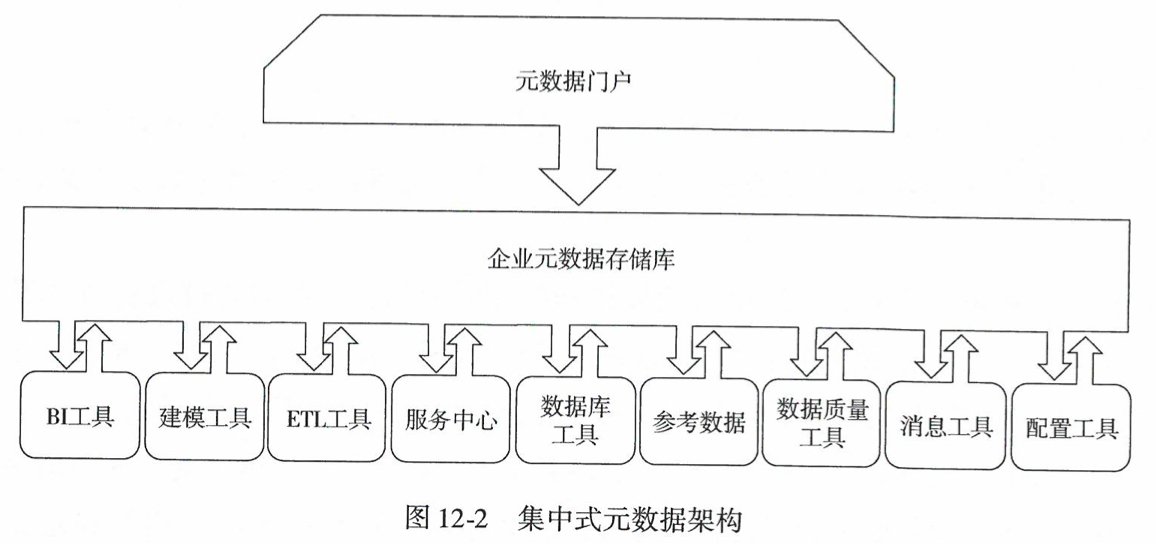 元数据门户
企业元数据存储库
BI工具
建模工具
ETL工具
服务中心
数据库
工具
参考数据
数据质量
工具
消息工具
配置工具
图 12-2 集中式元数据架构